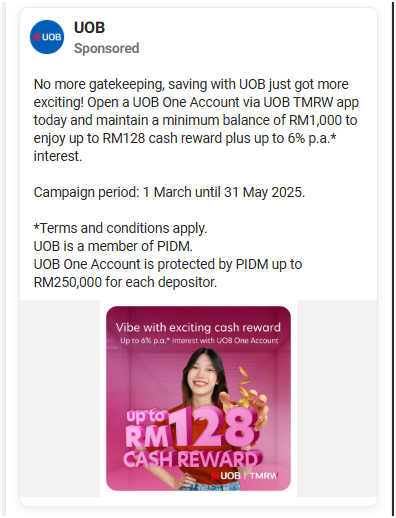 UOB
UOB
Sponsored
No more gatekeeping, saving with UOB just got more
exciting! Open a UOB One Account via UOB TMRW app
today and maintain a minimum balance of RM1,000 to
enjoy up to RM128 cash reward plus up to 6% p.a.*
interest.
Campaign period: 1 March until 31 May 2025.
*Terms and conditions apply.
UOB is a member of PIDM.
UOB One Account is protected by PIDM up to
RM250,000 for each depositor.
Vibe with exciting cash reward
Up to 6% p.a.* interest with UOB One Account
up to
RM128
CASH REWARD
UOB | TMRW